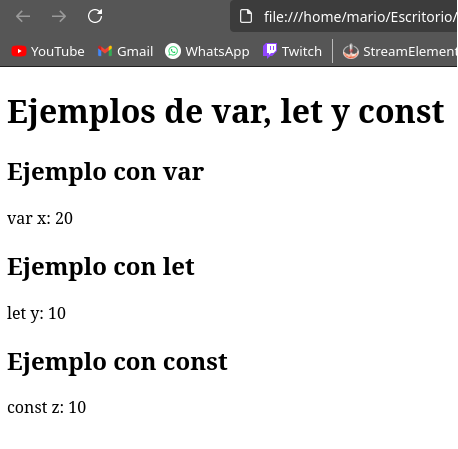 file:///home/mario/Escritorio/
YouTube Gmail WhatsApp Twitch StreamElement
Ejemplos de var, let y const
Ejemplo con var
var x: 20
Ejemplo con let
let y: 10
Ejemplo con const
const z: 10